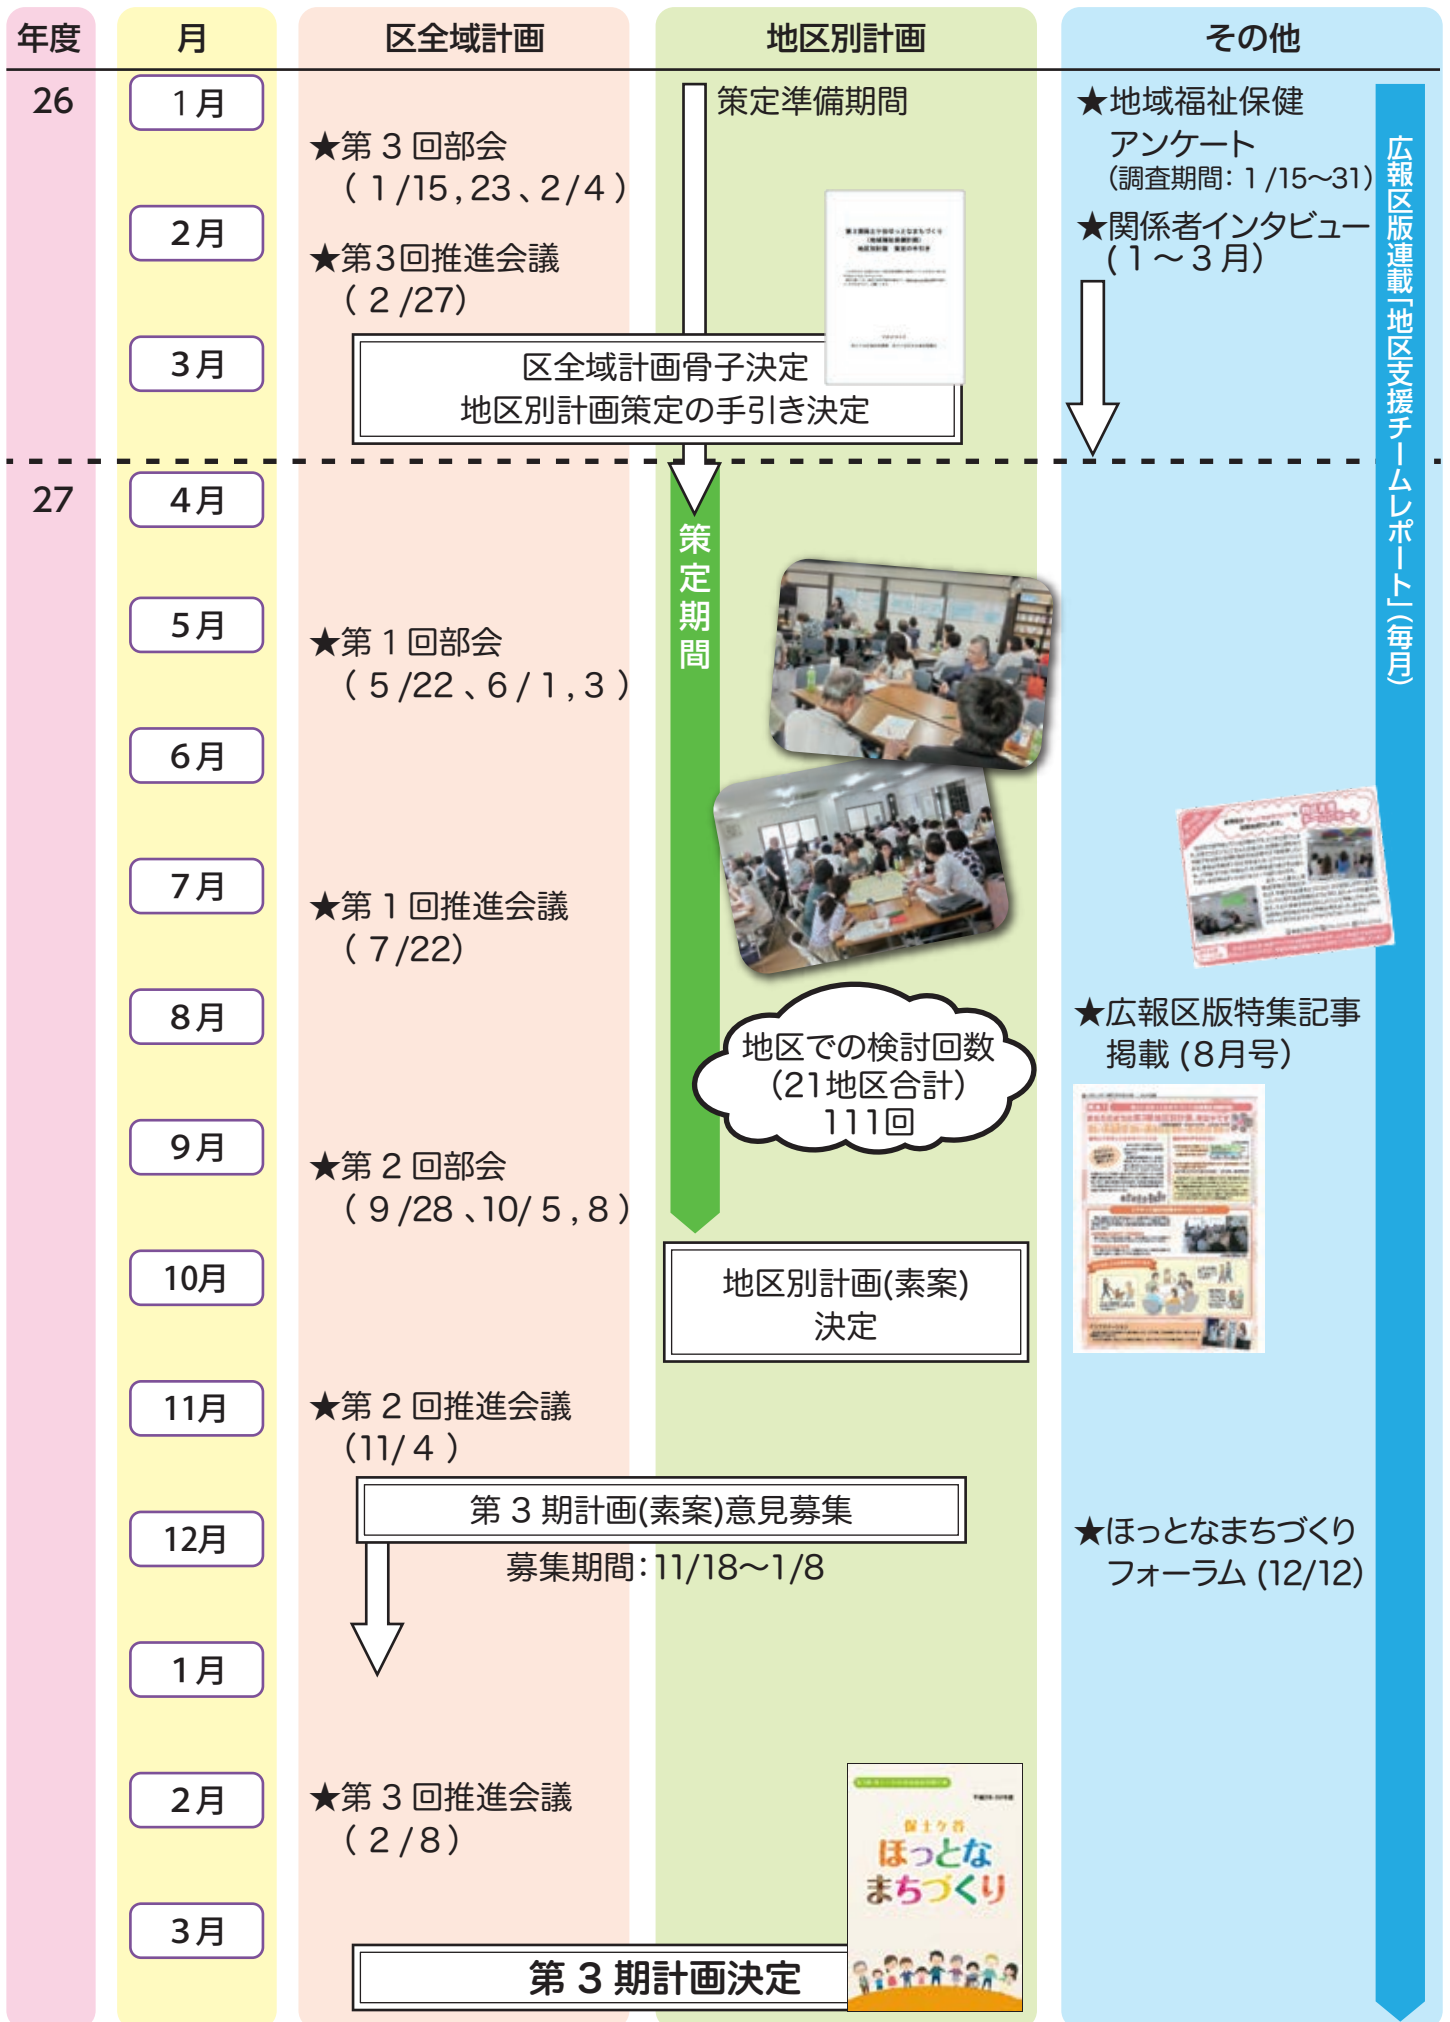 年度
月
区全域計画
地区別計画
その他
26
1月
2月
3月
★第3回部会
(1/15,23、2/4)
★第3回推進会議
(2/27)
策定準備期間
区全域計画骨子決定
地区別計画策定の手引き決定
★地域福祉保健
アンケート
(調査期間：1/15〜31)
★関係者インタビュー
(1〜3月)
広報区版連載「地区支援チームレポート」(毎月)
27
4月
5月
6月
7月
8月
9月
10月
11月
12月
1月
2月
3月
★第1回部会
(5/22、6/1,3)
★第1回推進会議
(7/22)
★第2回部会
(9/28、10/5,8)
★第2回推進会議
(11/4)
策定期間
地区での検討回数
(21地区合計)
111回
地区別計画(素案)
決定
★広報区版特集記事
掲載(8月号)
第3期計画(素案)意見募集
募集期間：11/18〜1/8
★ほっとなまちづくり
フォーラム(12/12)
★第3回推進会議
(2/8)
保土ケ谷
ほっとな
まちづくり
第3期計画決定